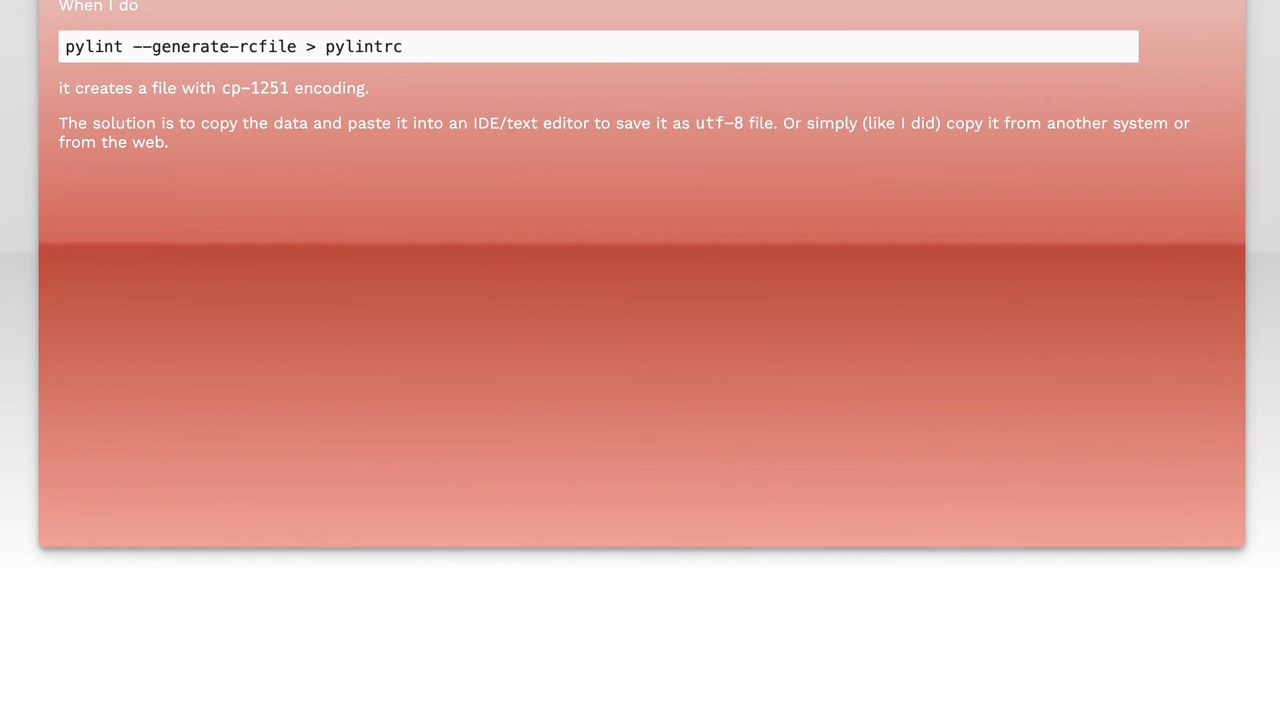 When I do
pylint --generate-rcfile > pylintrc
it creates a file with cp-1251 encoding.
The solution is to copy the data and paste it into an IDE/text editor to save it as utf-8 file. Or simply (like I did) copy it from another system or
from the web.